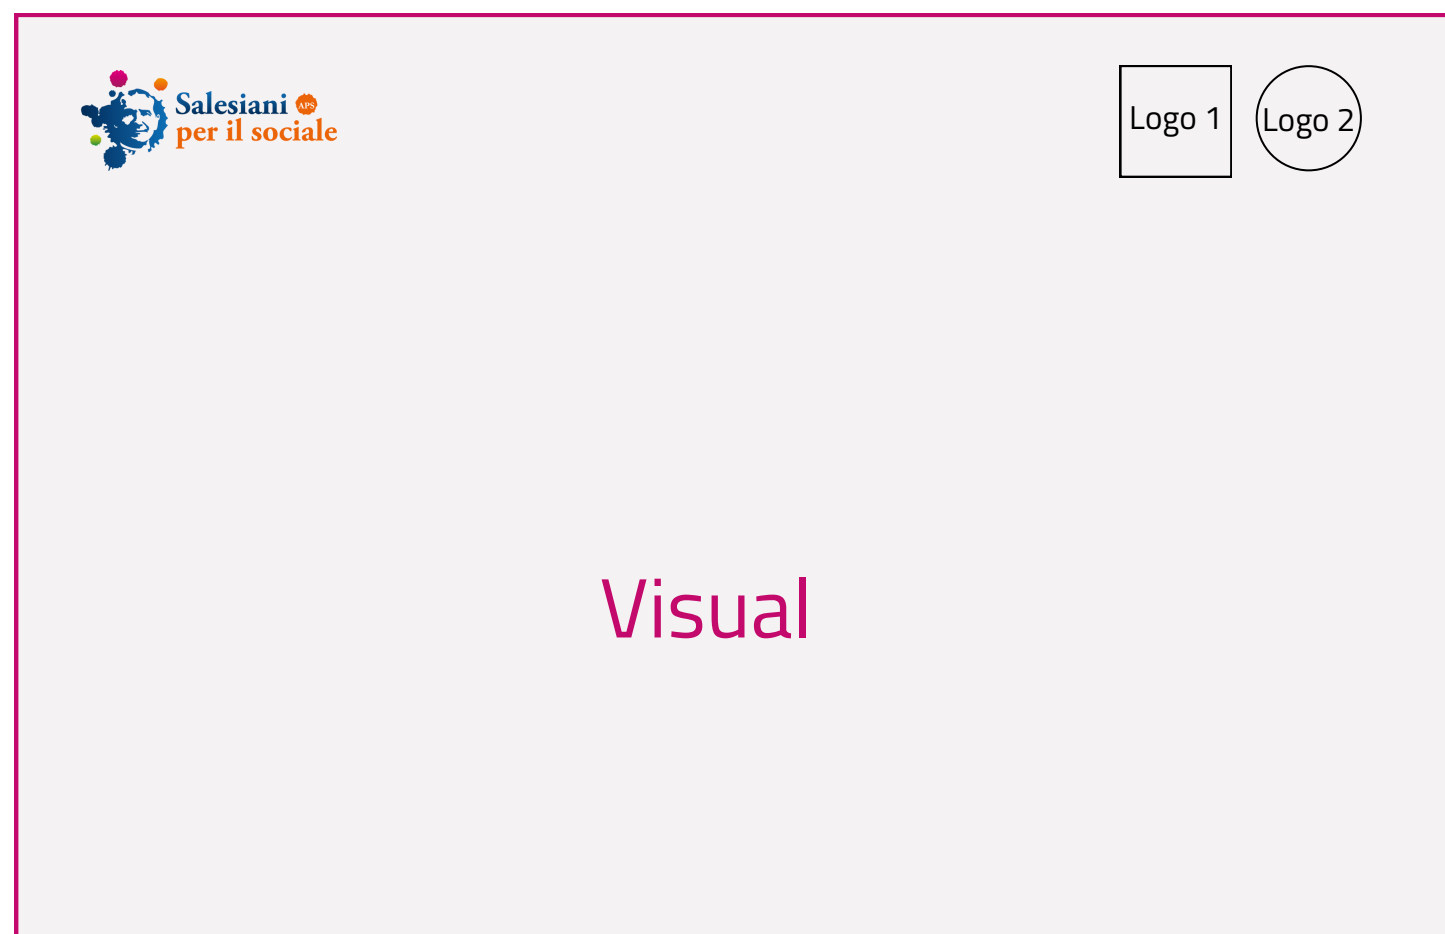 Salesiani APS
per il sociale
Logo 1
Logo 2
Visual